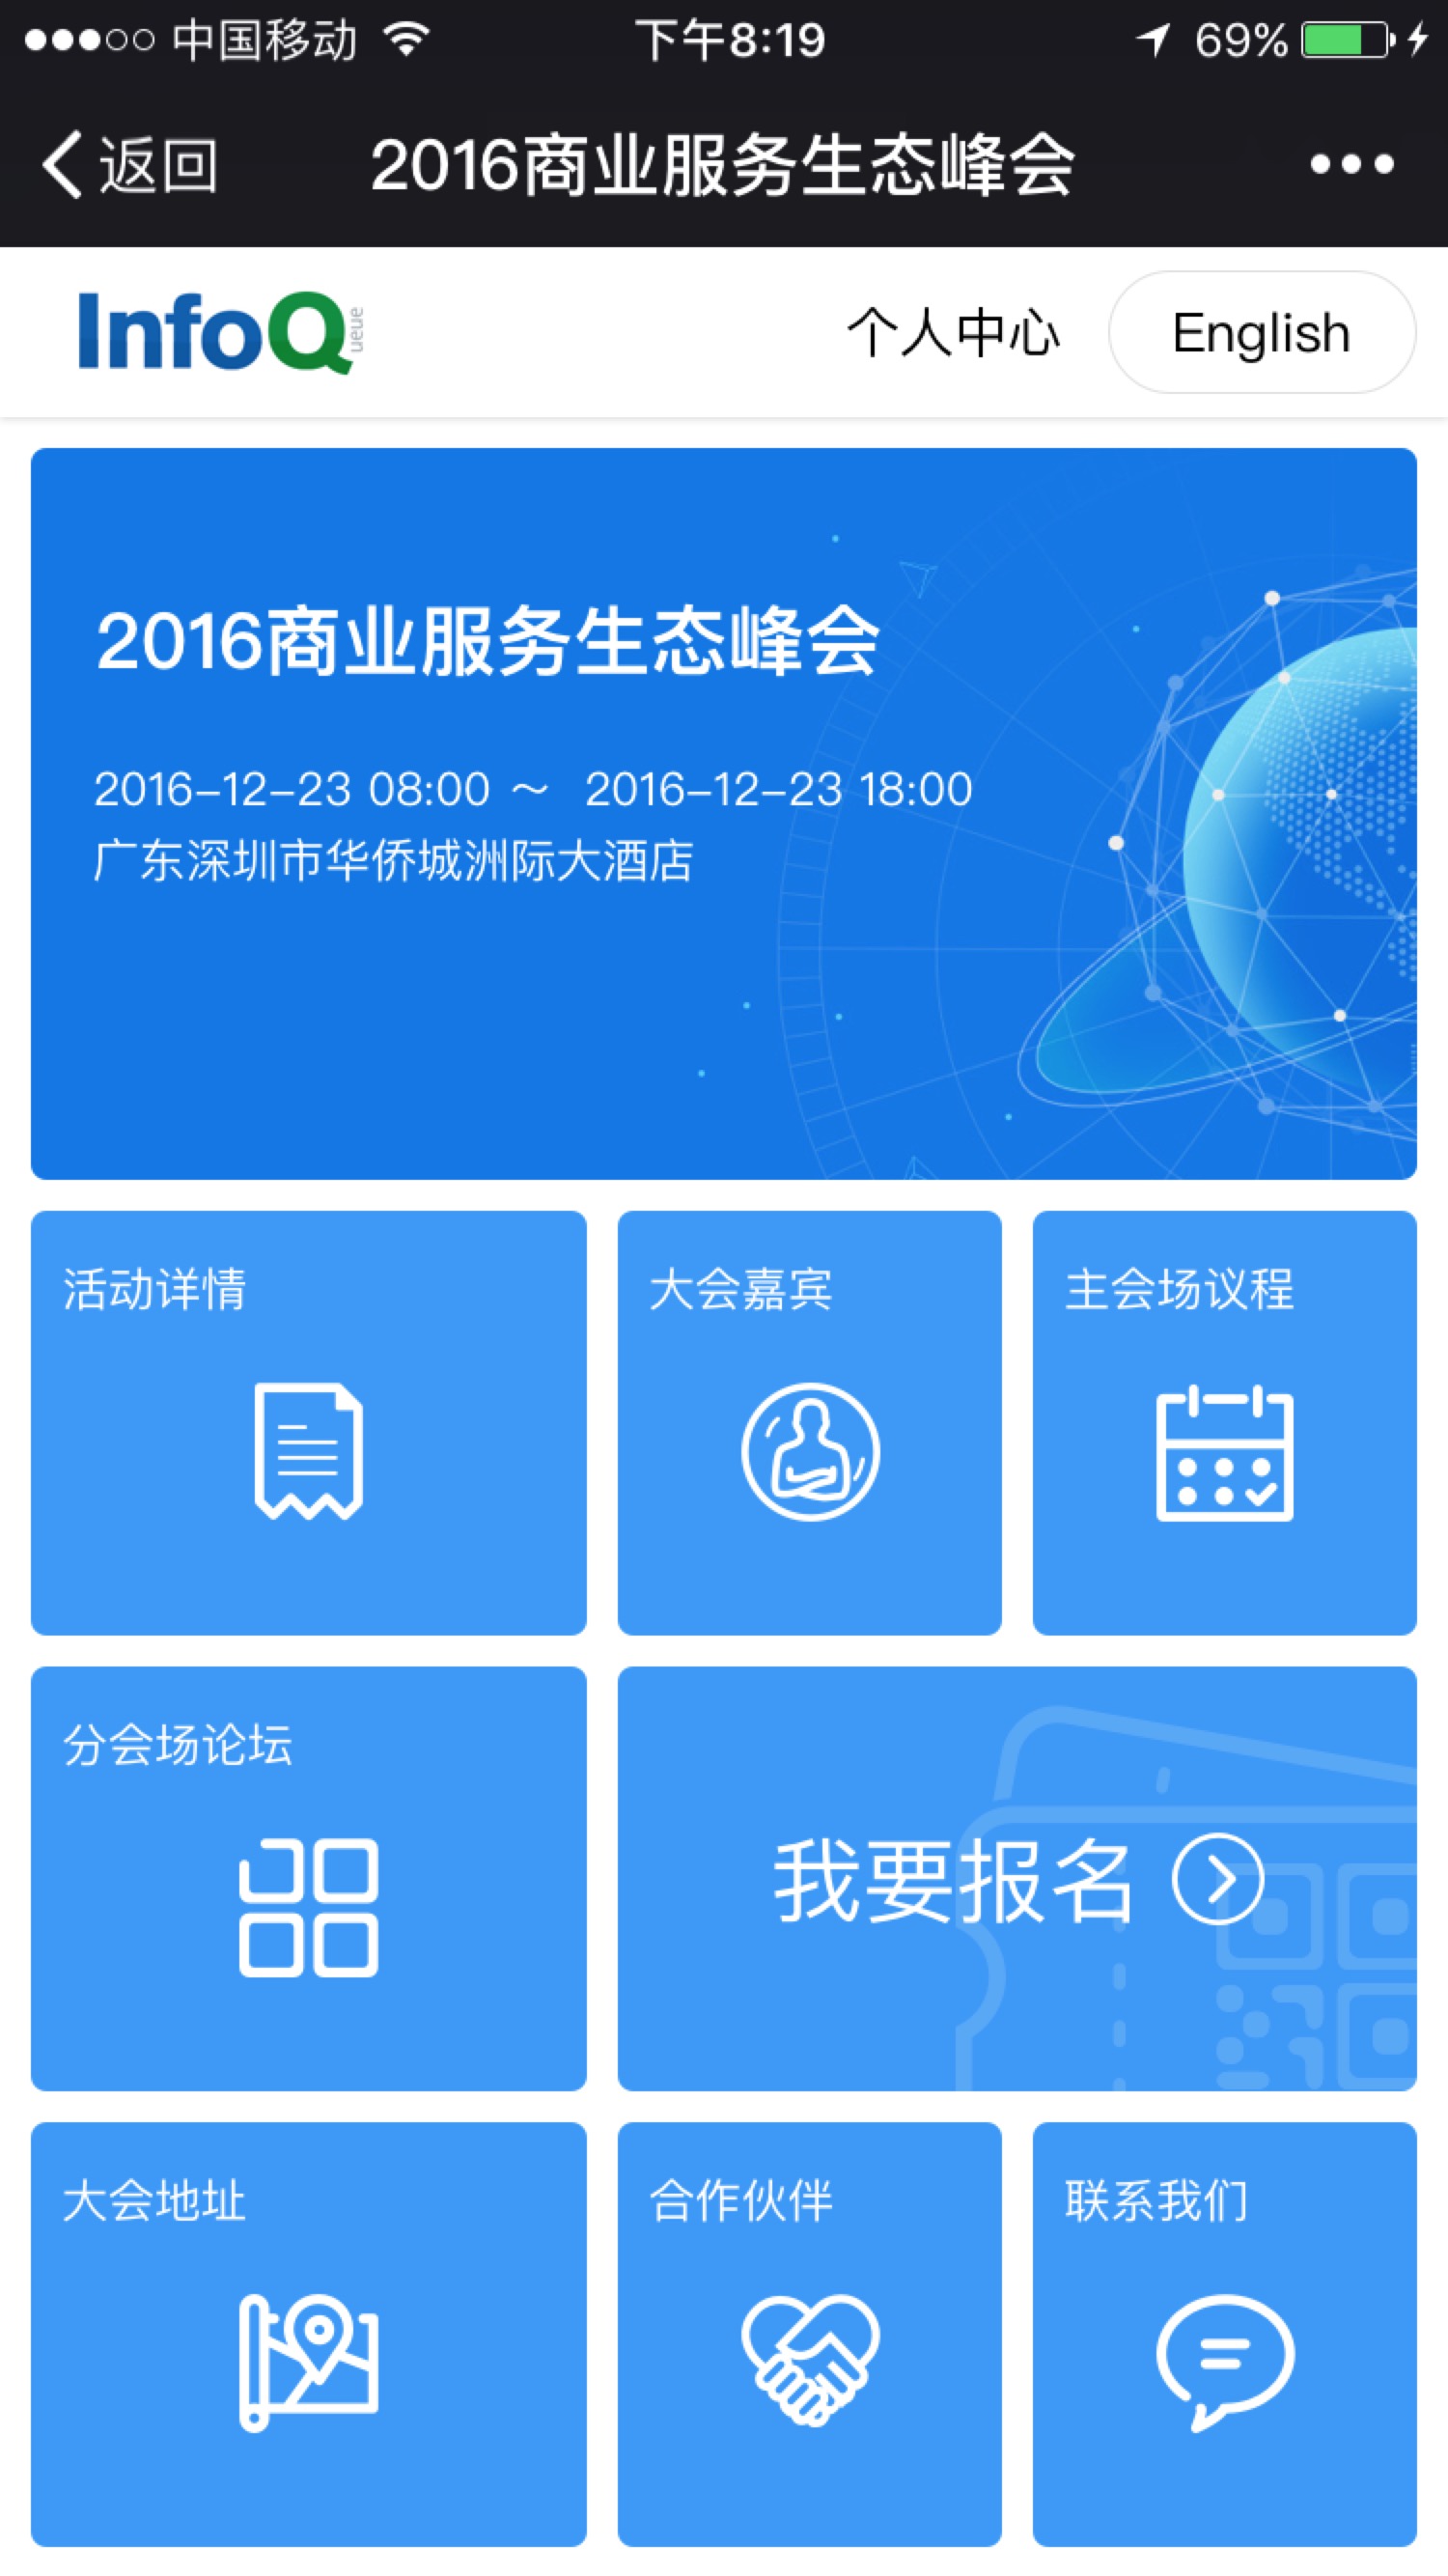 中国移动 下午8:19 69%
返回 2016商业服务生态峰会
InfoQueue 个人中心 English
2016商业服务生态峰会
2016-12-23 08:00 ～ 2016-12-23 18:00
广东深圳市华侨城洲际大酒店
活动详情 大会嘉宾 主会场议程
分会场论坛 我要报名
大会地址 合作伙伴 联系我们